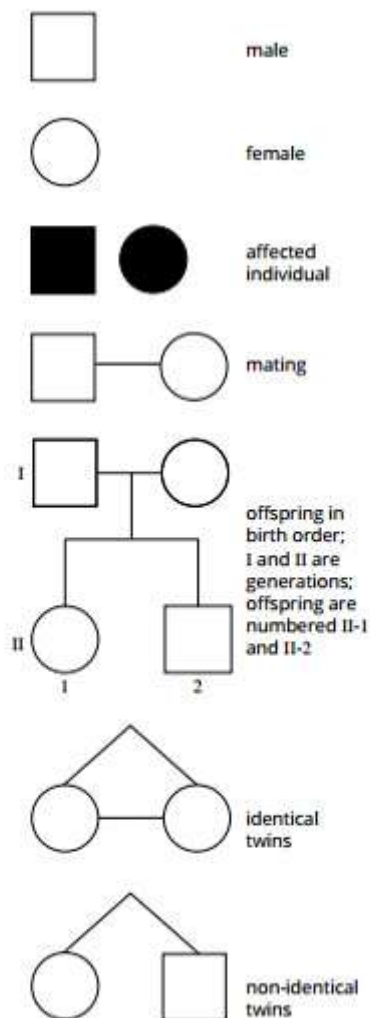 male
female
affected
individual
mating
I
offspring in
birth order;
I and II are
generations;
offspring are
numbered II-1
and II-2
II
1 2
identical
twins
non-identical
twins